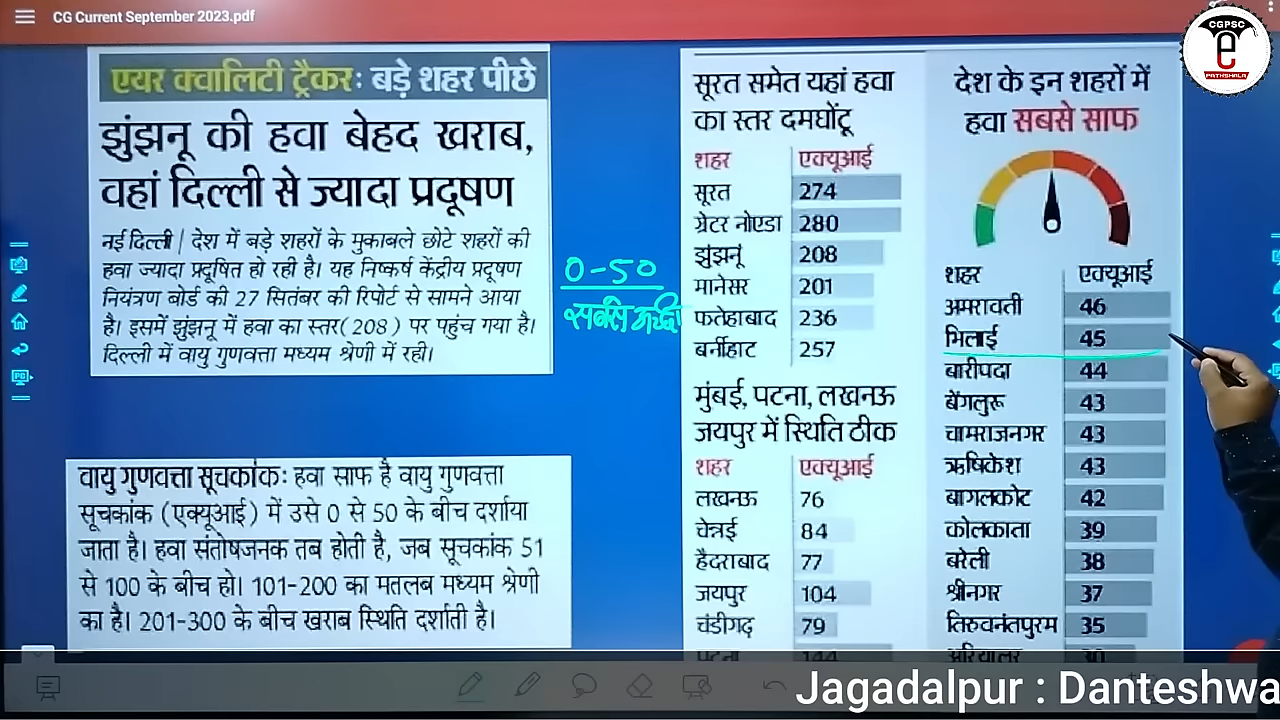 CG Current September 2023.pdf
CGPSC
e
PATHSHALA
एयर क्वालिटी ट्रैकर: बड़े शहर पीछे
झुंझनू की हवा बेहद खराब,
वहां दिल्ली से ज्यादा प्रदूषण
नई दिल्ली | देश में बड़े शहरों के मुकाबले छोटे शहरों की
हवा ज्यादा प्रदूषित हो रही है। यह निष्कर्ष केंद्रीय प्रदूषण
नियंत्रण बोर्ड की 27 सितंबर की रिपोर्ट से सामने आया
है। इसमें झुंझनू में हवा का स्तर(208) पर पहुंच गया है।
दिल्ली में वायु गुणवत्ता मध्यम श्रेणी में रही।
0-50
वायु गुणवत्ता सूचकांक: हवा साफ है वायु गुणवत्ता
सूचकांक (एक्यूआई) में उसे 0 से 50 के बीच दर्शाया
जाता है। हवा संतोषजनक तब होती है, जब सूचकांक 51
से 100 के बीच हो। 101-200 का मतलब मध्यम श्रेणी
का है। 201-300 के बीच खराब स्थिति दर्शाती है।
सूरत समेत यहां हवा
का स्तर दमघोंटू
शहर एक्यूआई
सूरत 274
ग्रेटर नोएडा 280
झुंझनूं 208
मानेसर 201
फतेहाबाद 236
बर्नीहाट 257
मुंबई, पटना, लखनऊ
जयपुर में स्थिति ठीक
शहर एक्यूआई
लखनऊ 76
चेन्नई 84
हैदराबाद 77
जयपुर 104
चंडीगढ़ 79
पटना 144
देश के इन शहरों में
हवा सबसे साफ
शहर एक्यूआई
अमरावती 46
भिलाई 45
बारीपदा 44
बेंगलुरू 43
चामराजनगर 43
ऋषिकेश 43
बागलकोट 42
कोलकाता 39
बरेली 38
श्रीनगर 37
तिरुवनंतपुरम 35
अरियालुर 30
Jagadalpur : Danteshwa